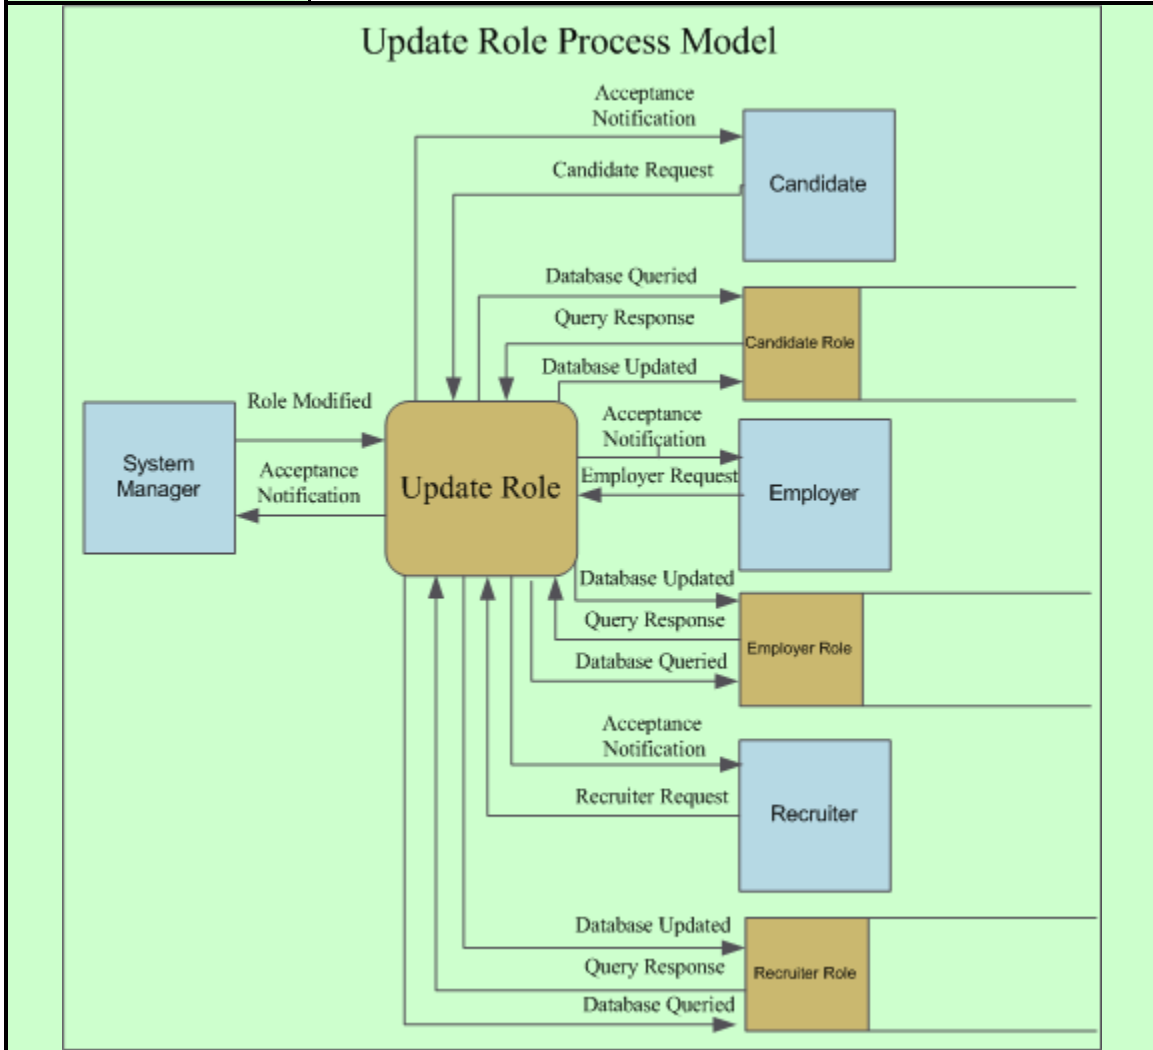 Update Role Process Model
Acceptance
Notification
Candidate Request
Candidate
Database Queried
Query Response
Candidate Role
Database Updated
Role Modified
System
Manager
Acceptance
Notification
Update Role
Acceptance
Notification
Employer Request
Employer
Database Updated
Query Response
Employer Role
Database Queried
Acceptance
Notification
Recruiter Request
Recruiter
Database Updated
Query Response
Recruiter Role
Database Queried